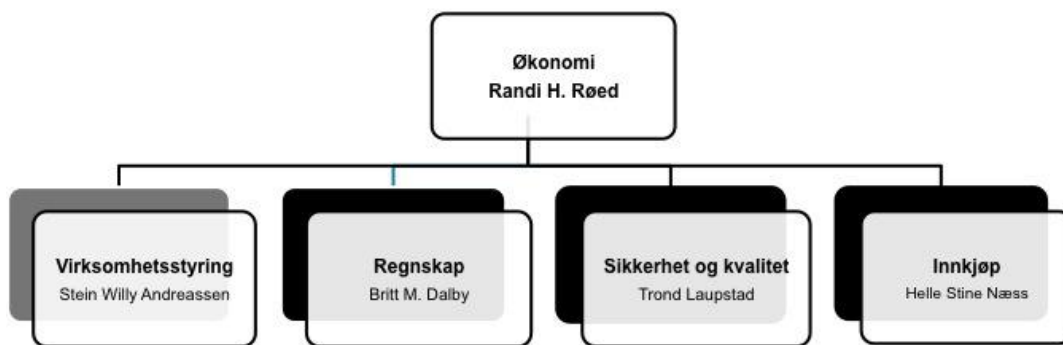 Økonomi
Randi H. Røed
Virksomhetsstyring
Stein Willy Andreassen
Regnskap
Britt M. Dalby
Sikkerhet og kvalitet
Trond Laupstad
Innkjøp
Helle Stine Næss